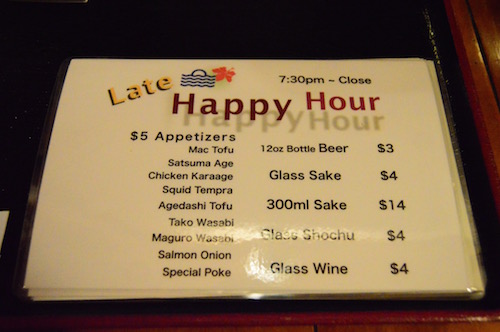 Late
7:30pm ~ Close
Happy Hour
$5 Appetizers
Mac Tofu
Satsuma Age
Chicken Karaage
Squid Tempra
Agedashi Tofu
Tako Wasabi
Maguro Wasabi
Salmon Onion
Special Poke
12oz Bottle Beer $3
Glass Sake $4
300ml Sake $14
Glass Shochu $4
Glass Wine $4